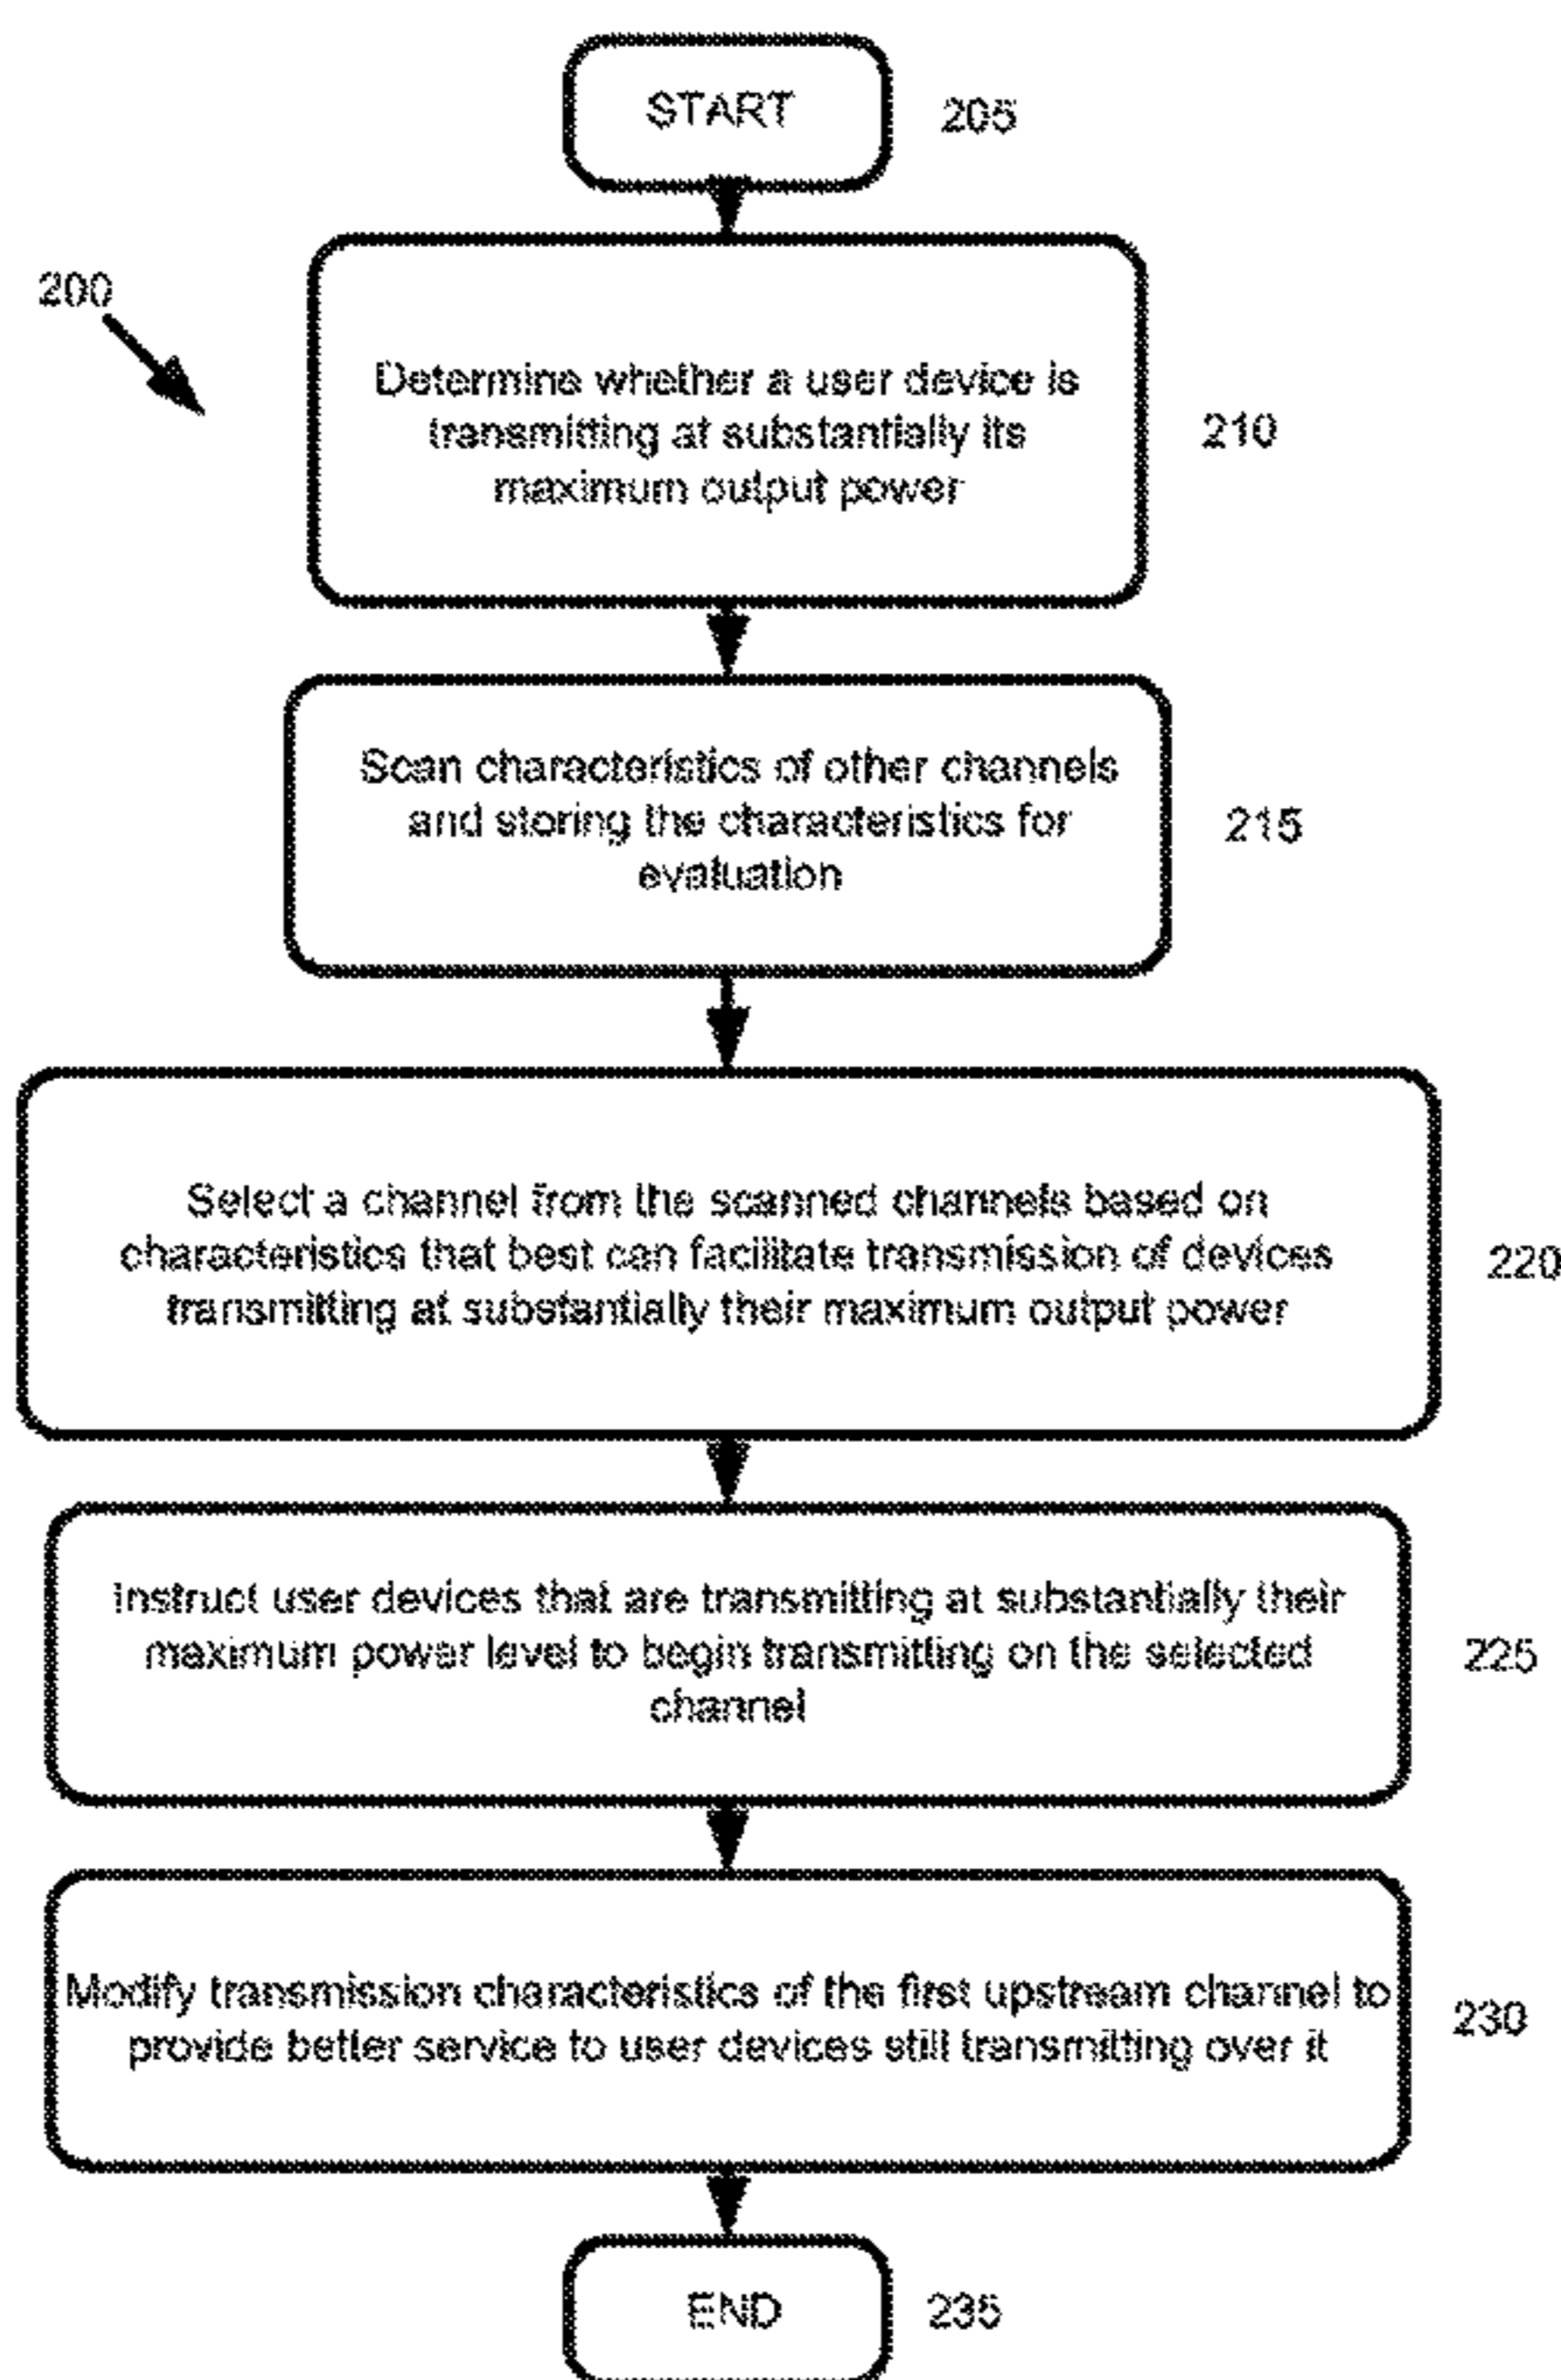 START
205
200
Determine whether a user device is
transmitting at substantially its
maximum output power
210
Scan characteristics of other channels
and storing the characteristics for
evaluation
215
Select a channel from the scanned channels based on
characteristics that best can facilitate transmission of devices
transmitting at substantially their maximum output power
220
Instruct user devices that are transmitting at substantially their
maximum power level to begin transmitting on the selected
channel
225
Modify transmission characteristics of the first upstream channel to
provide better service to user devices still transmitting over it
230
END
235